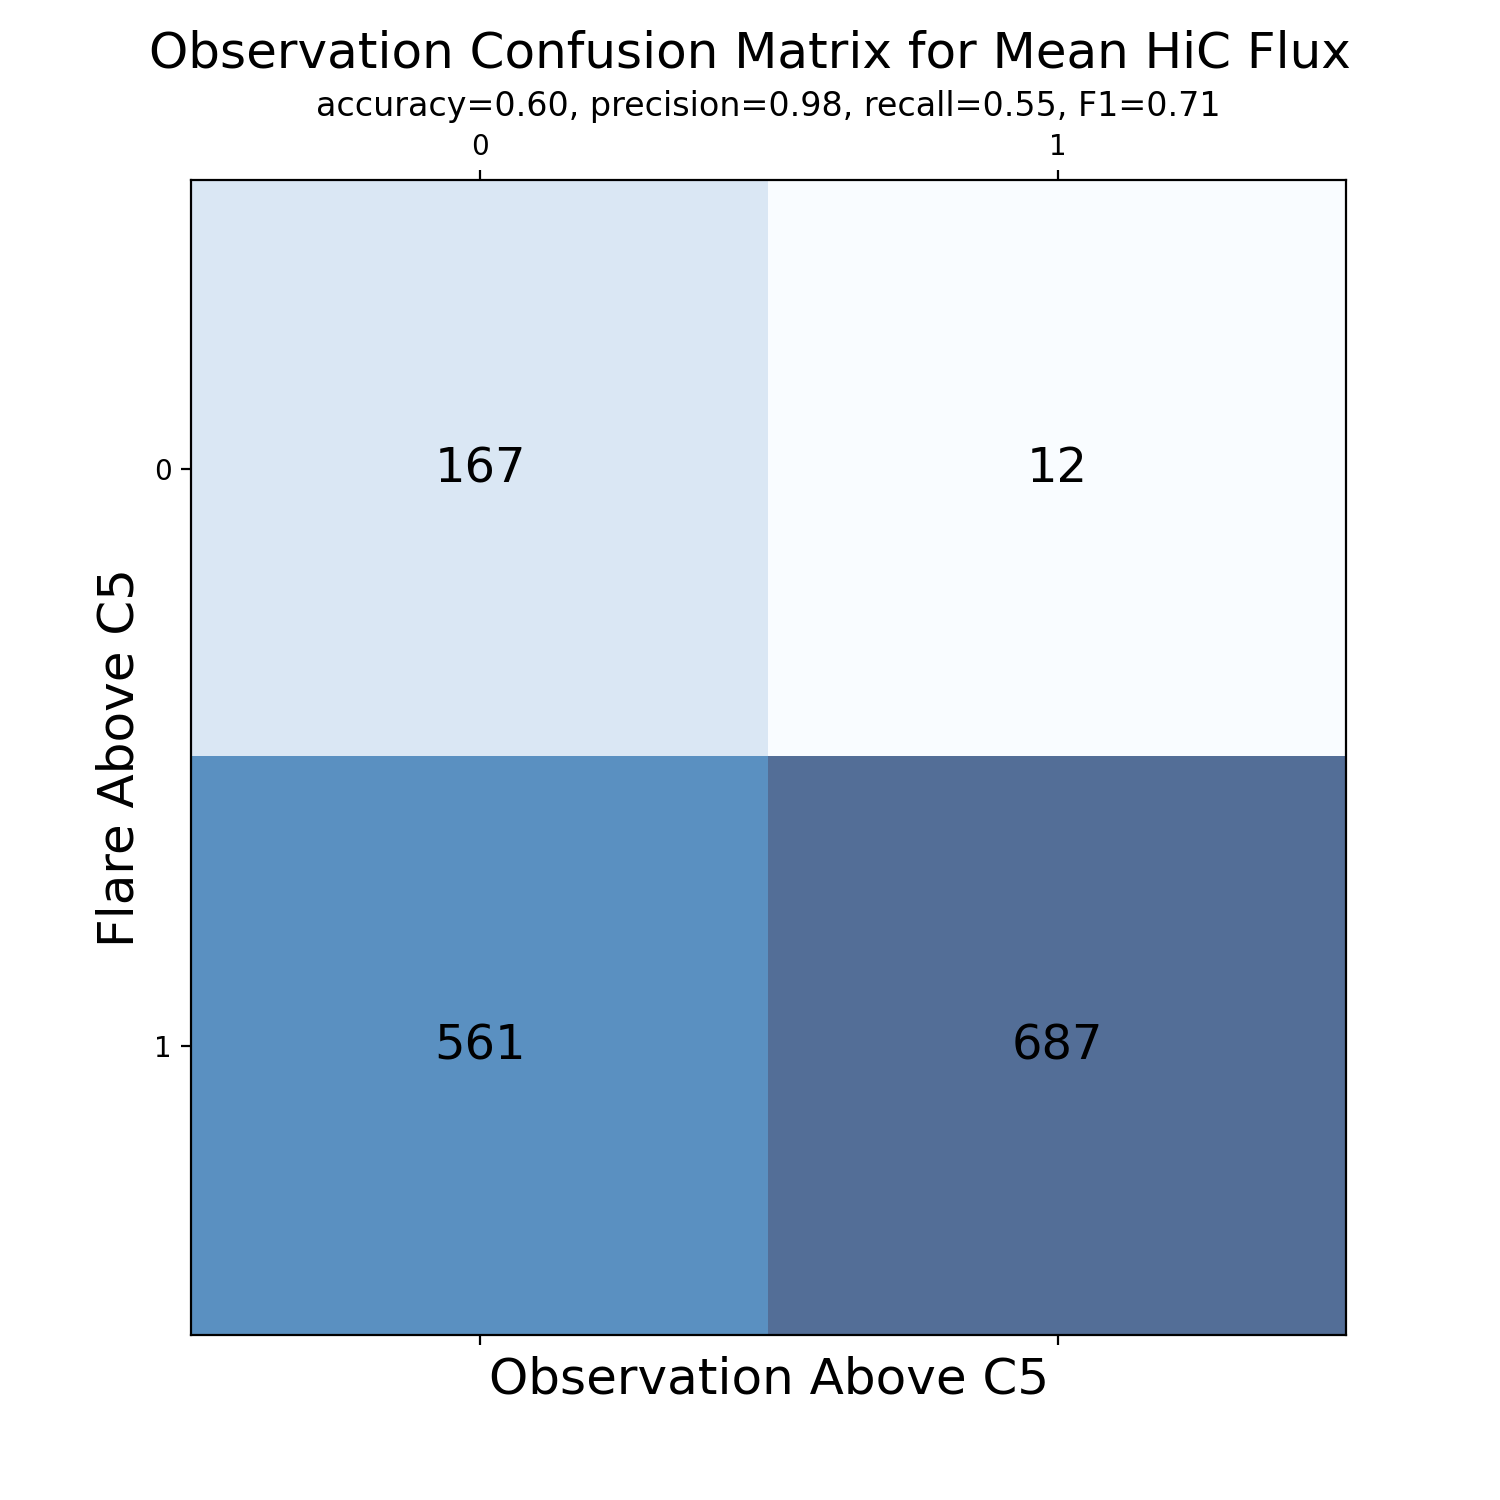 Observation Confusion Matrix for Mean HiC Flux
accuracy=0.60, precision=0.98, recall=0.55, F1=0.71
0 1
0
167 12
Flare Above C5
1
561 687
Observation Above C5